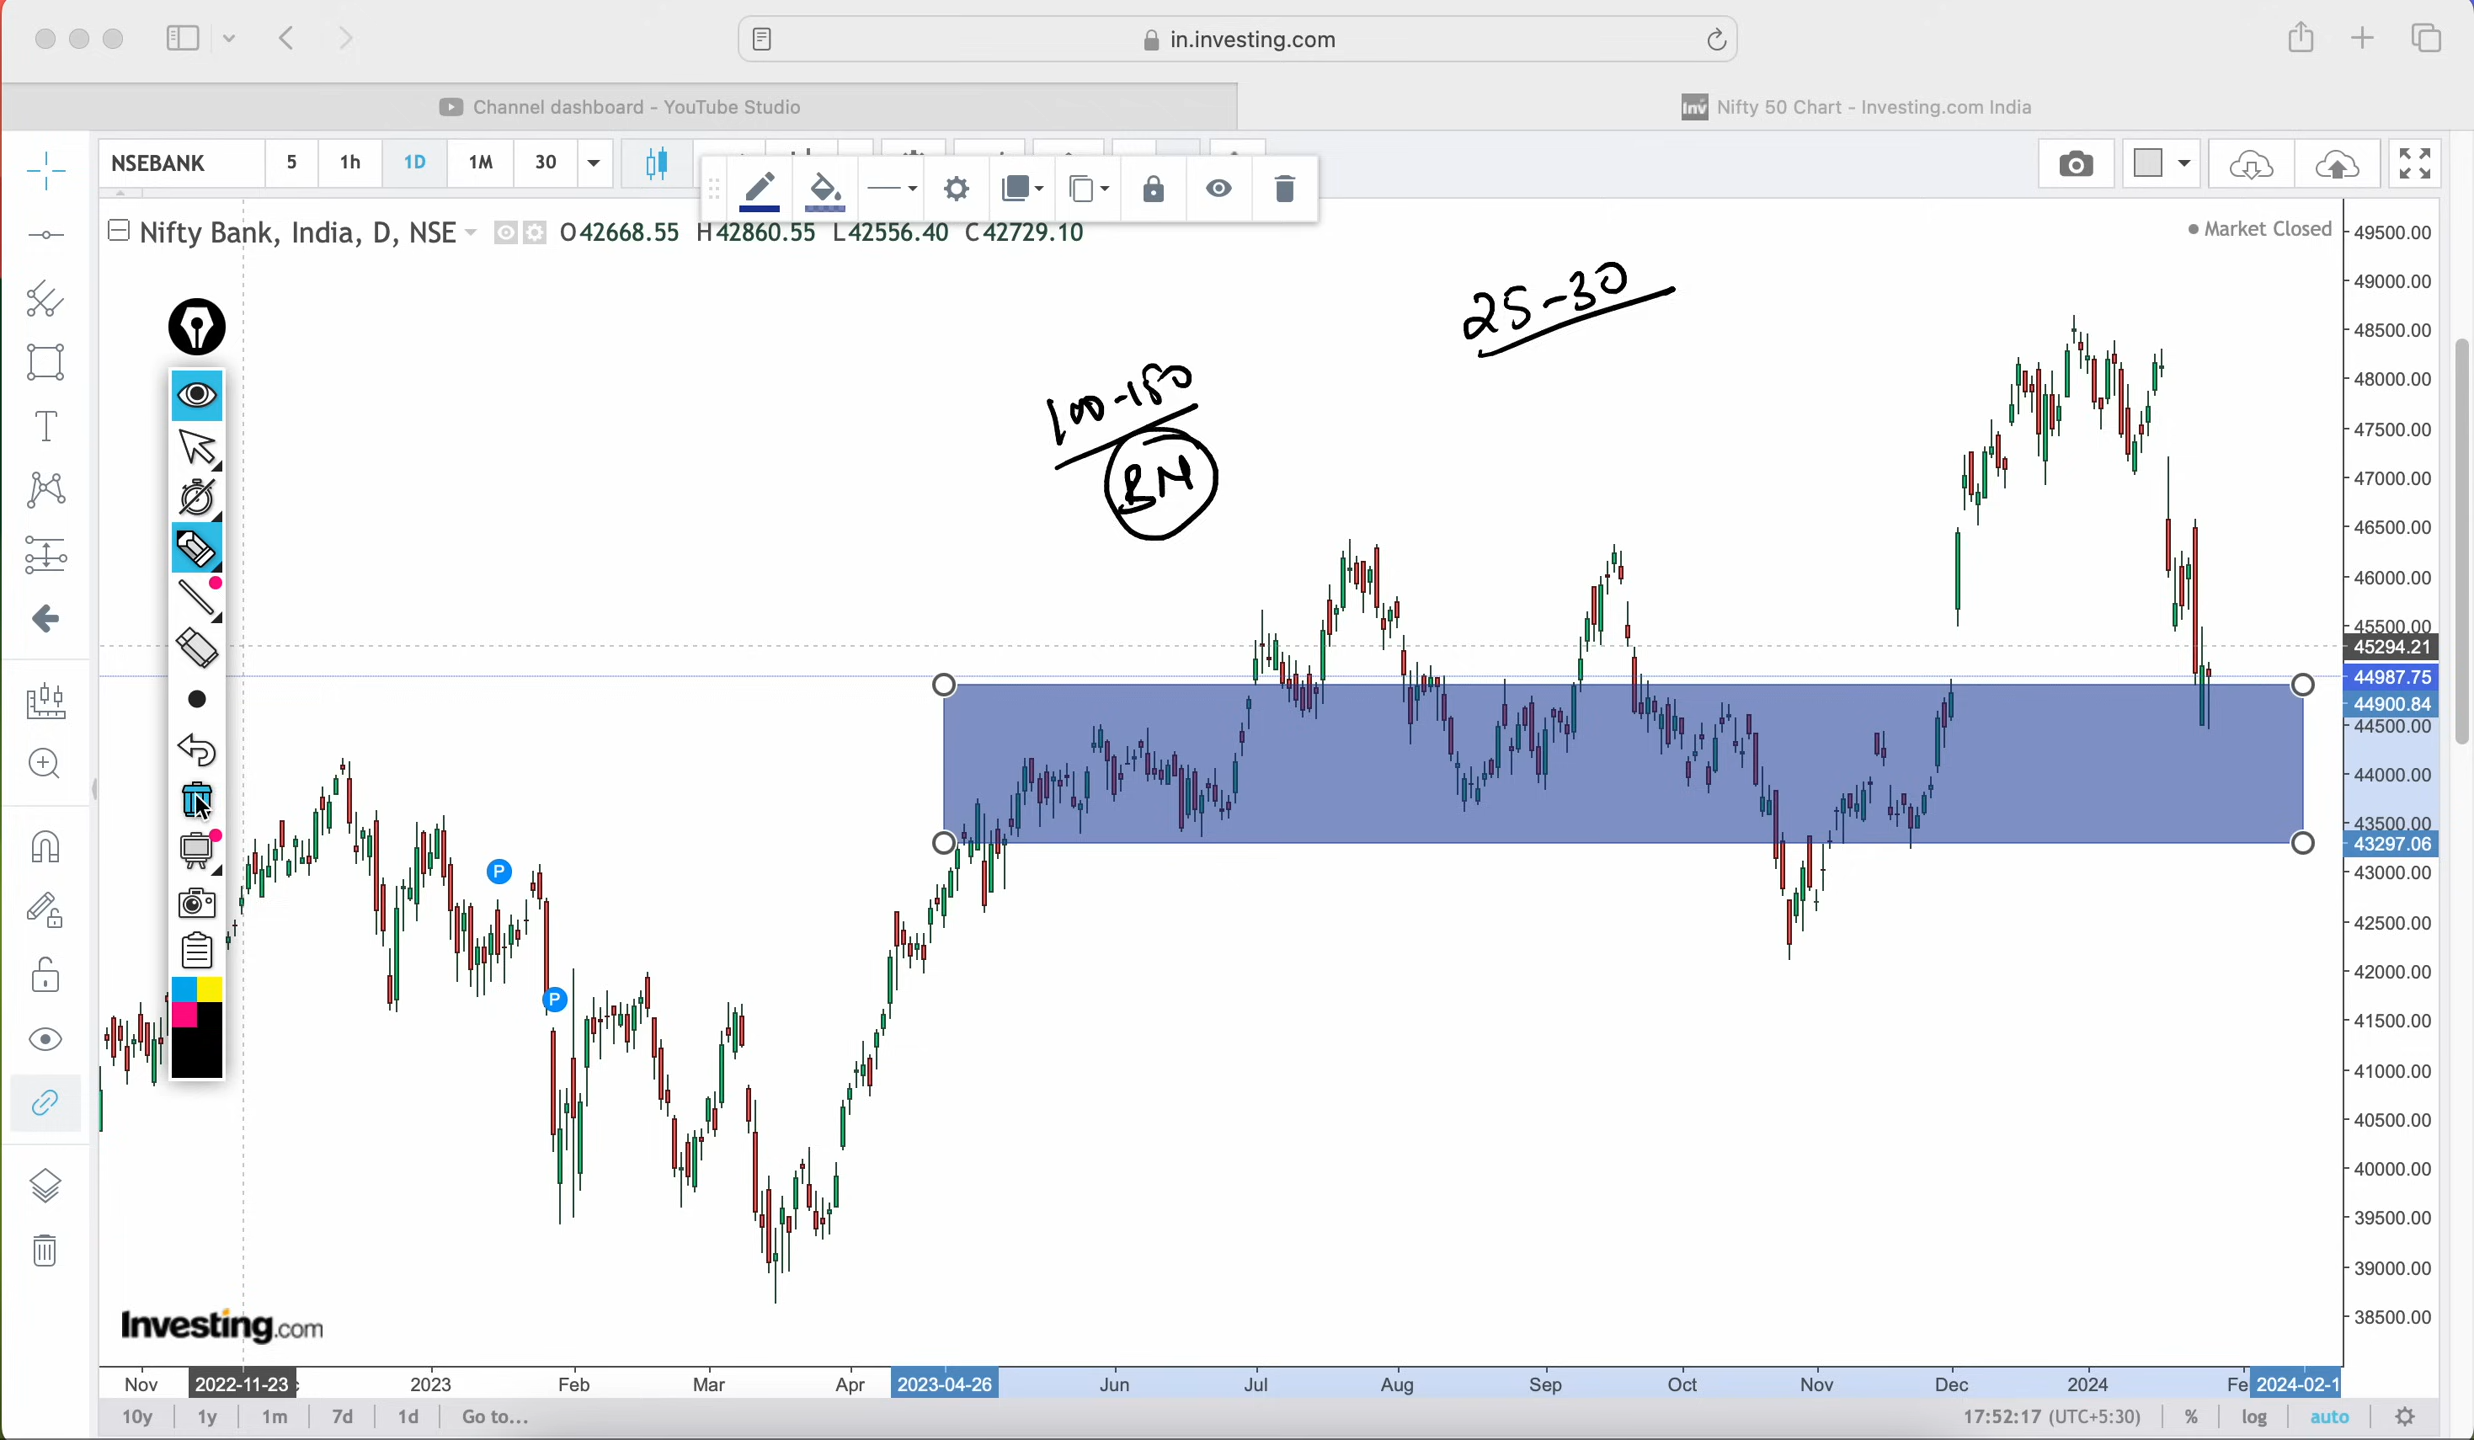 in.investing.com
Channel dashboard - YouTube Studio
Inv Nifty 50 Chart - Investing.com India
NSEBANK 5 1h 1D 1M 30
Nifty Bank, India, D, NSE O42668.55 H42860.55 L42556.40 C42729.10
Market Closed
25-30
100-150
BN
P
P
49500.00
49000.00
48500.00
48000.00
47500.00
47000.00
46500.00
46000.00
45500.00
45294.21
44987.75
44900.84
44500.00
44000.00
43500.00
43297.06
43000.00
42500.00
42000.00
41500.00
41000.00
40500.00
40000.00
39500.00
39000.00
38500.00
Investing.com
Nov 2022-11-23 2023 Feb Mar Apr 2023-04-26 Jun Jul Aug Sep Oct Nov Dec 2024 Fe 2024-02-1
10y 1y 1m 7d 1d Go to... 17:52:17 (UTC+5:30) % log auto